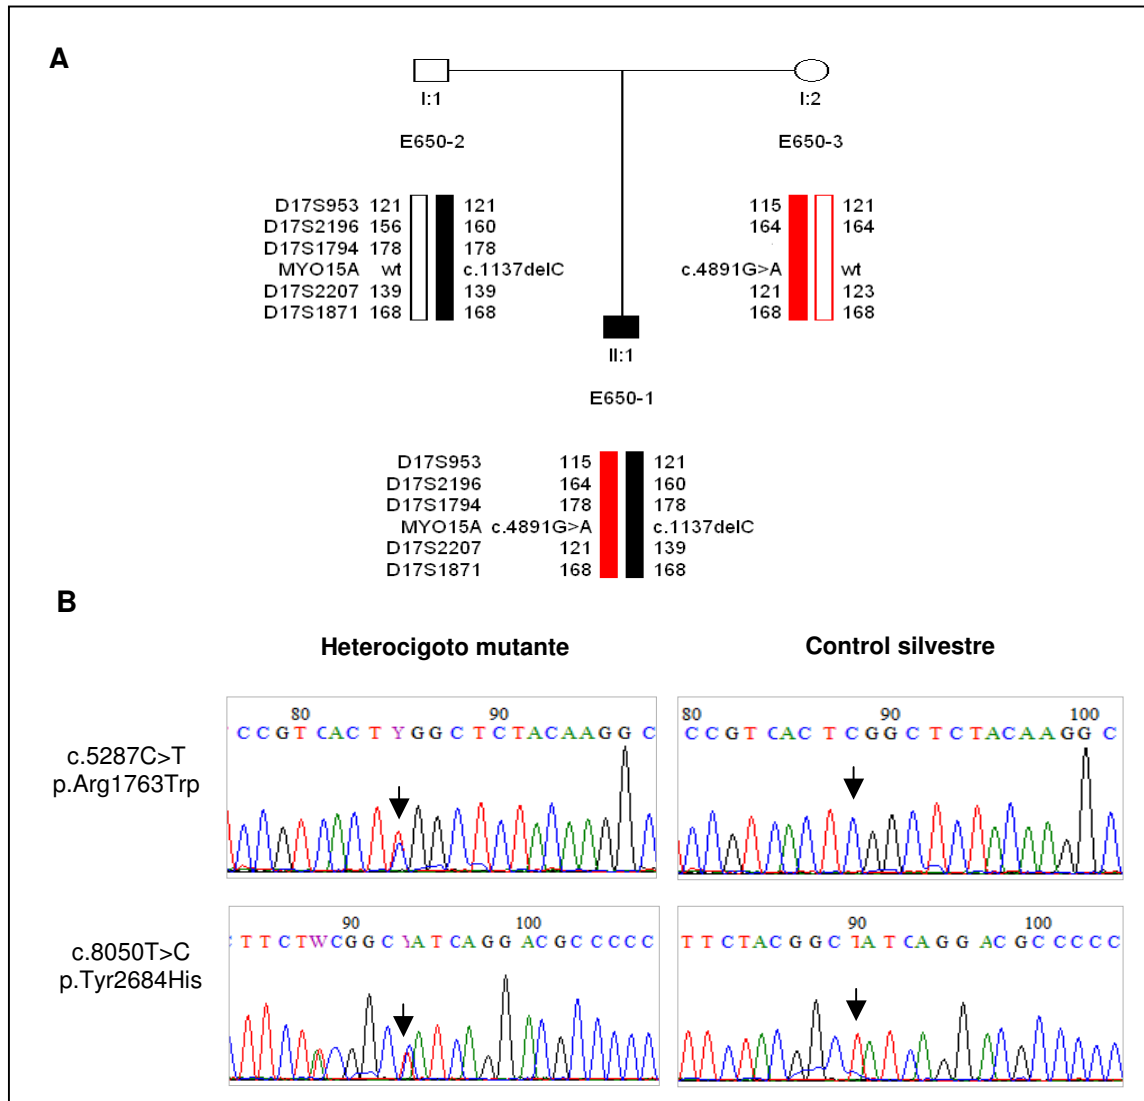 A
I:1 I:2
E650-2 E650-3
D17S953 121 121 115 121
D17S2196 156 160 164 164
D17S1794 178 178
MYO15A wt c.1137delC c.4891G>A wt
D17S2207 139 139 121 123
D17S1871 168 168 168 168
II:1
E650-1
D17S953 115 121
D17S2196 164 160
D17S1794 178 178
MYO15A c.4891G>A c.1137delC
D17S2207 121 139
D17S1871 168 168
B
Heterocigoto mutante Control silvestre
c.5287C>T
p.Arg1763Trp
80 90
C C G T C A C T Y G G C T C T A C A A G G C
80 90 100
C C G T C A C T C G G C T C T A C A A G G C
c.8050T>C
p.Tyr2684His
90 100
T T C T W C G G C Y A T C A G G A C G C C C C C
90 100
T T C T A C G G C T A T C A G G A C G C C C C C